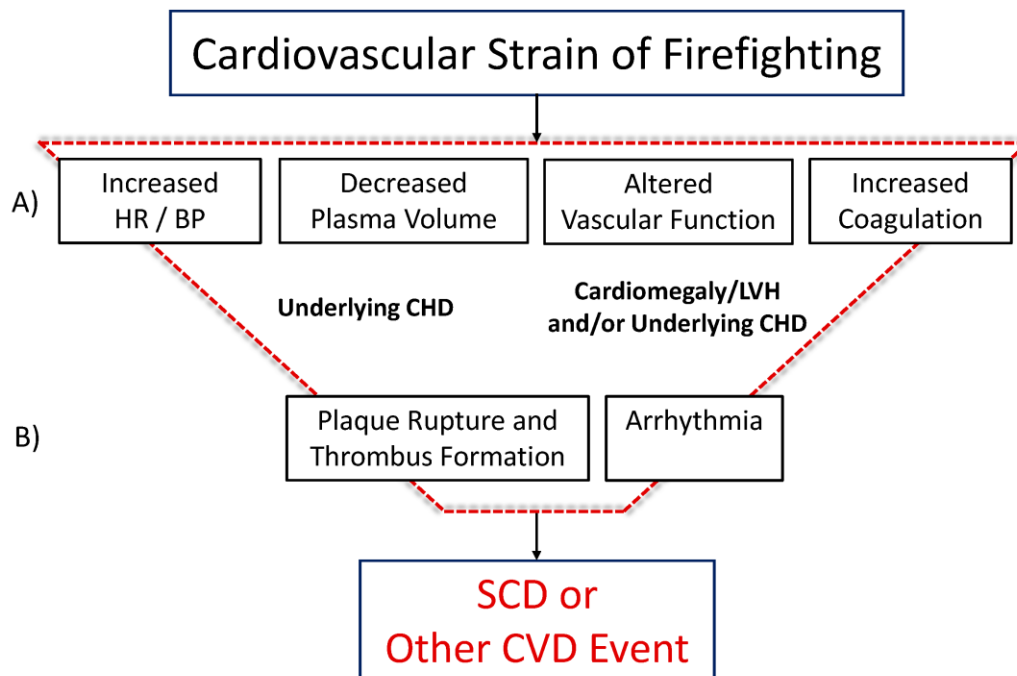 Cardiovascular Strain of Firefighting
A)
Increased
HR / BP
Decreased
Plasma Volume
Altered
Vascular Function
Increased
Coagulation
Underlying CHD
Cardiomegaly/LVH
and/or Underlying CHD
B)
Plaque Rupture and
Thrombus Formation
Arrhythmia
SCD or
Other CVD Event